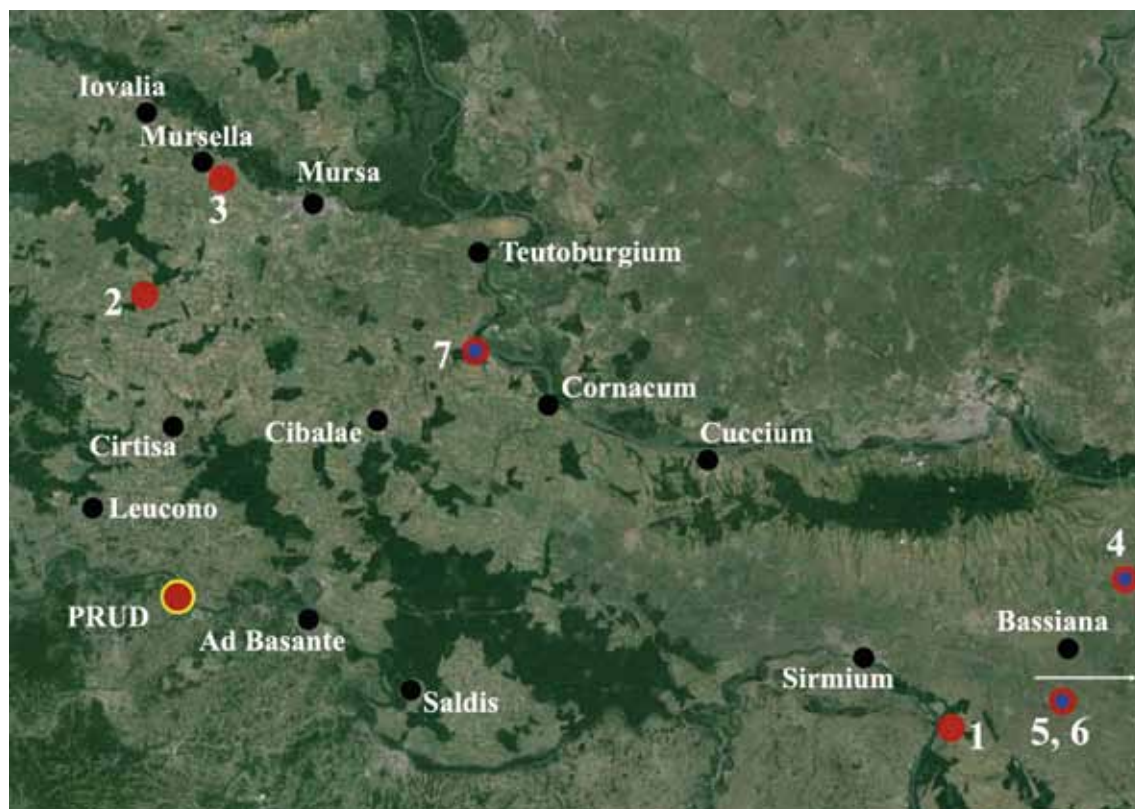 Iovalia
Mursella
Mursa
3
Teutoburgium
2
7
Cornacum
Cirtisa
Cibalae
Cuccium
Leucono
4
PRUD
Ad Basante
Bassiana
Saldis
Sirmium
1
5, 6